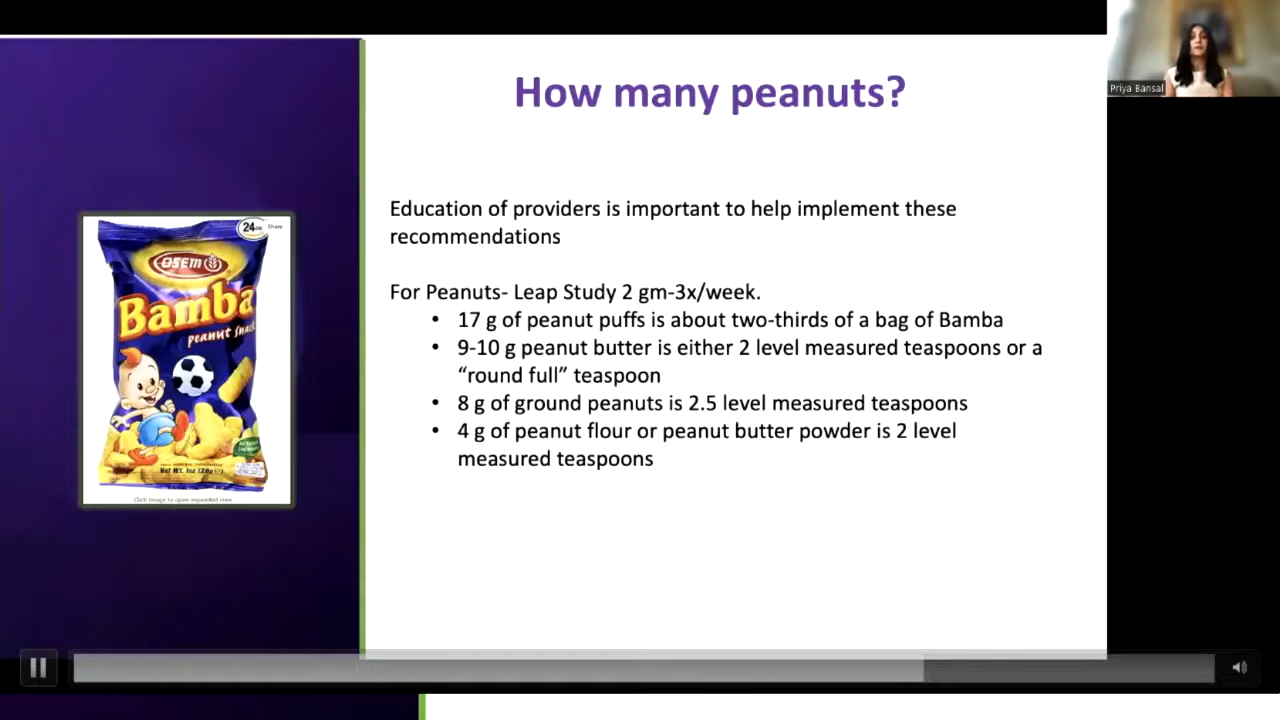 How many peanuts?
Priya Bansal
Education of providers is important to help implement these
recommendations
For Peanuts- Leap Study 2 gm-3x/week.
• 17 g of peanut puffs is about two-thirds of a bag of Bamba
• 9-10 g peanut butter is either 2 level measured teaspoons or a
“round full” teaspoon
• 8 g of ground peanuts is 2.5 level measured teaspoons
• 4 g of peanut flour or peanut butter powder is 2 level
measured teaspoons
24
Share
OSEM
Bamba
peanut snack
Net Wt. 1oz (28g)
Click image to open expanded view